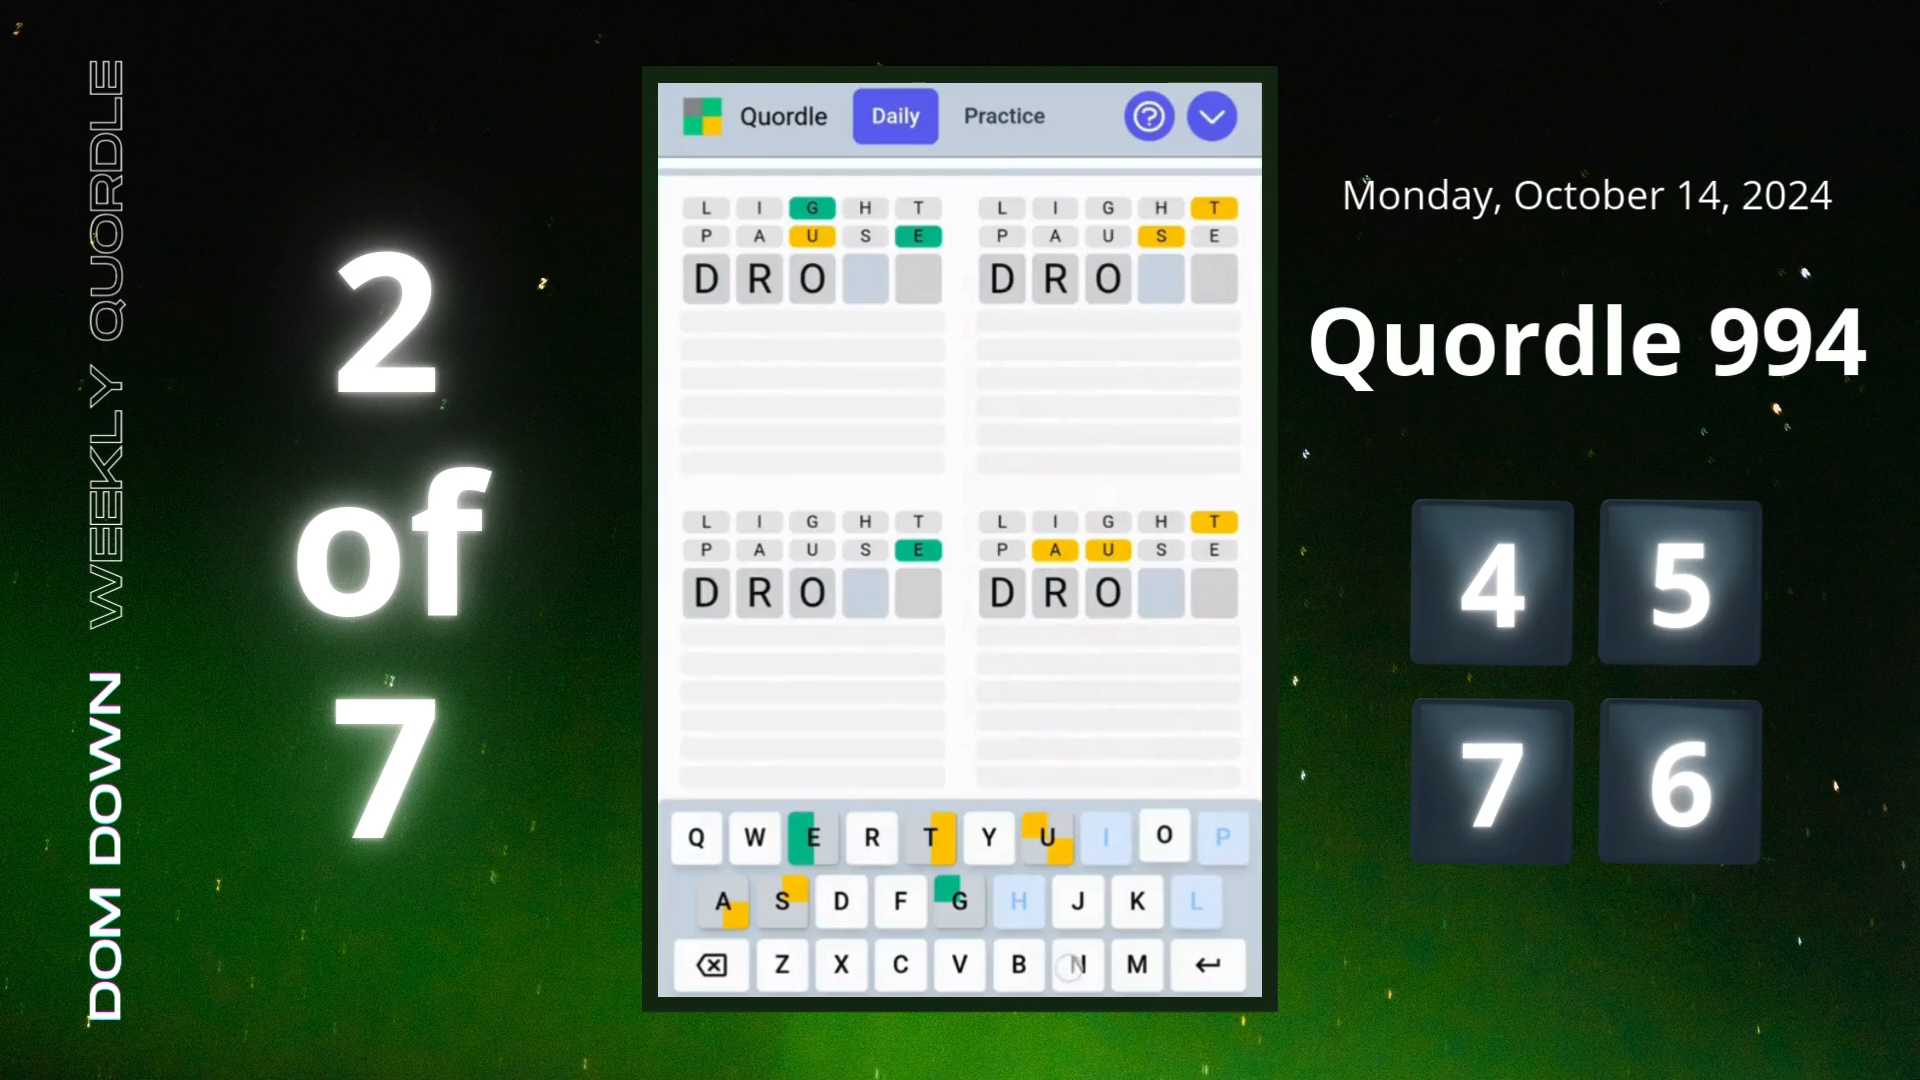 DOM DOWN WEEKLY QUORDLE
2
of
7
Quordle Daily Practice ?
L I G H T L I G H T
P A U S E P A U S E
D R O D R O
L I G H T L I G H T
P A U S E P A U S E
D R O D R O
Q W E R T Y U I O P
A S D F G H J K L
Z X C V B N M
Monday, October 14, 2024
Quordle 994
4 5
7 6